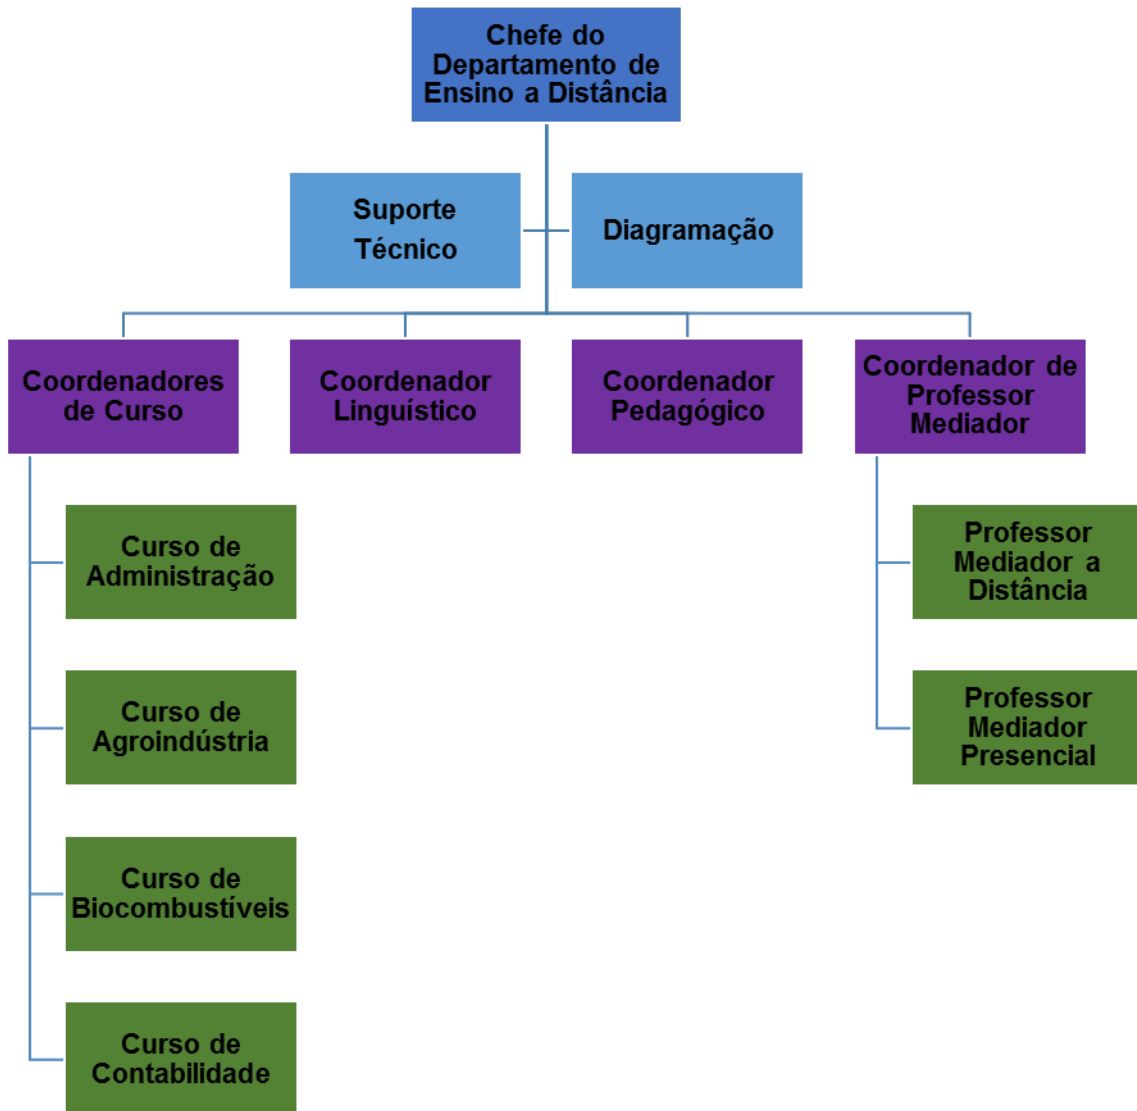 Chefe do
Departamento de
Ensino a Distância
Suporte
Técnico
Diagramação
Coordenadores
de Curso
Coordenador
Linguístico
Coordenador
Pedagógico
Coordenador de
Professor
Mediador
Curso de
Administração
Curso de
Agroindústria
Curso de
Biocombustíveis
Curso de
Contabilidade
Professor
Mediador a
Distância
Professor
Mediador
Presencial